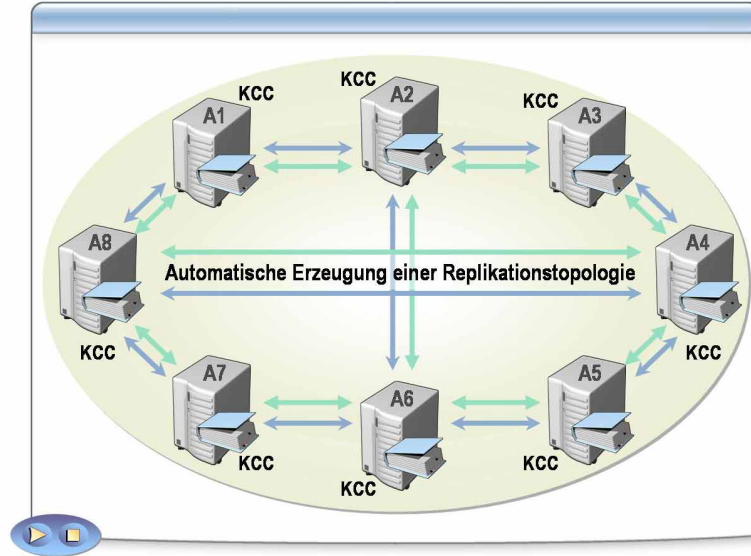 KCC
A1
KCC
A2
KCC
A3
A8
KCC
Automatische Erzeugung einer Replikationstopologie
A4
KCC
A7
KCC
A6
KCC
A5
KCC